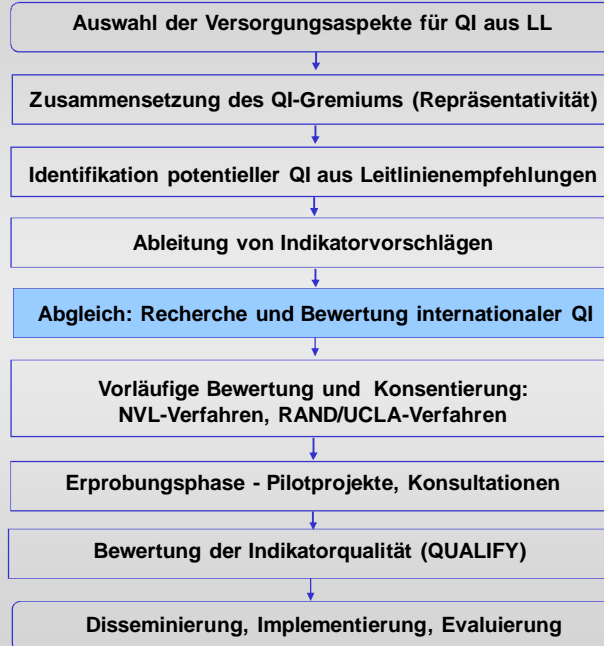 Auswahl der Versorgungsaspekte für QI aus LL
Zusammensetzung des QI-Gremiums (Repräsentativität)
Identifikation potentieller QI aus Leitlinienempfehlungen
Ableitung von Indikatorvorschlägen
Abgleich: Recherche und Bewertung internationaler QI
Vorläufige Bewertung und Konsentierung:
NVL-Verfahren, RAND/UCLA-Verfahren
Erprobungsphase - Pilotprojekte, Konsultationen
Bewertung der Indikatorqualität (QUALIFY)
Disseminierung, Implementierung, Evaluierung